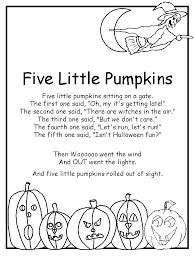 Five Little Pumpkins
Five little pumpkins sitting on a gate.
The first one said, "Oh, my it's getting late!"
The second one said, "There are witches in the air."
The third one said, "But we don't care."
The fourth one said, "Let's run, let's run!"
The fifth one said, "Isn't Halloween fun?"
Then Woooooo went the wind
And OUT went the lights.
And five little pumpkins rolled out of sight.